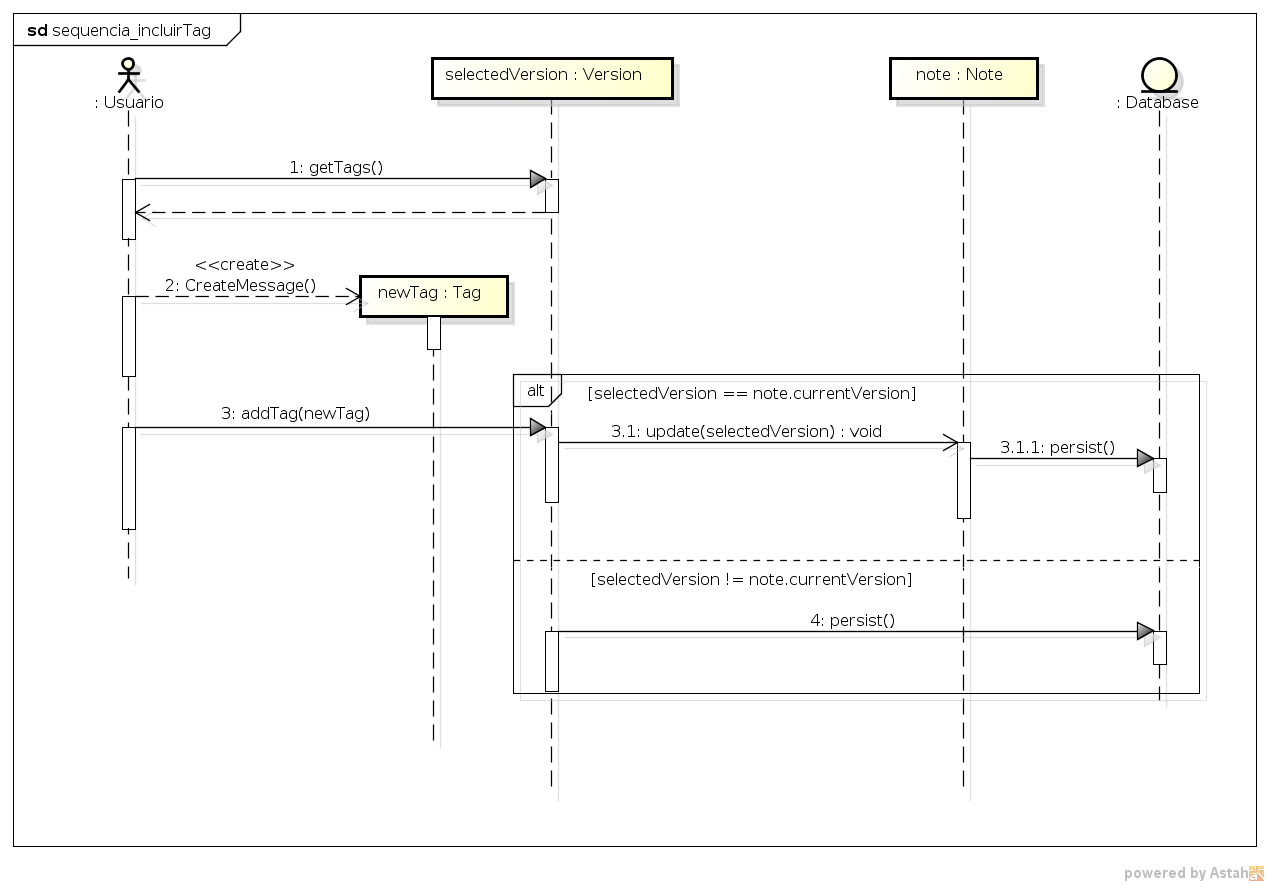 sd sequencia_incluirTag
: Usuario
selectedVersion : Version
note : Note
: Database
1: getTags()
<<create>>
2: CreateMessage()
newTag : Tag
alt
[selectedVersion == note.currentVersion]
3: addTag(newTag)
3.1: update(selectedVersion) : void
3.1.1: persist()
[selectedVersion != note.currentVersion]
4: persist()
powered by Astah